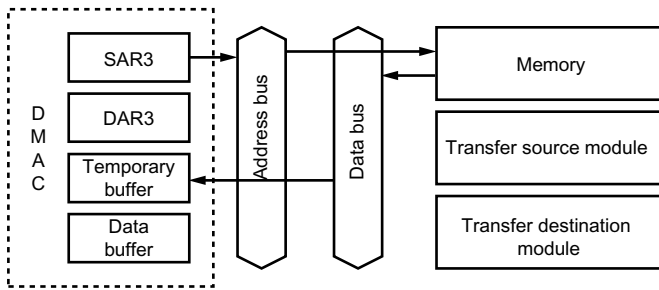 SAR3
DAR3
D
M
A
C
Temporary
buffer
Data
buffer
Address bus
Data bus
Memory
Transfer source module
Transfer destination
module